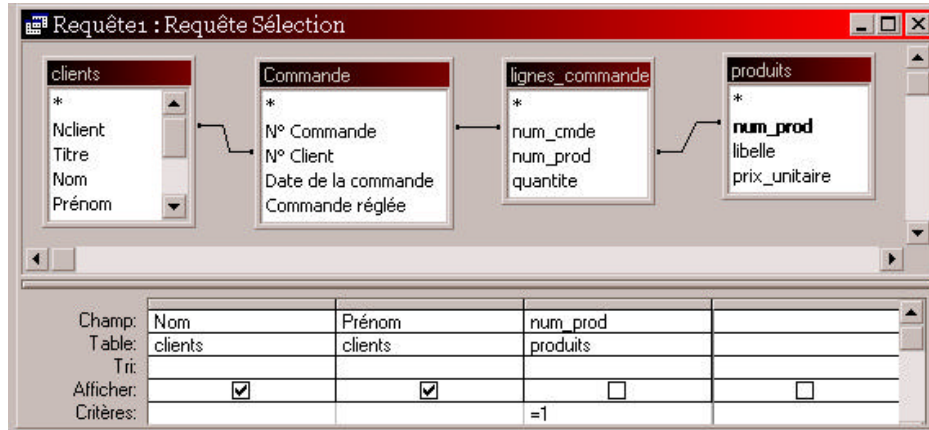 Requête1 : Requête Sélection
clients
*
Nclient
Titre
Nom
Prénom
Commande
*
N° Commande
N° Client
Date de la commande
Commande réglée
lignes_commande
*
num_cmde
num_prod
quantite
produits
*
num_prod
libelle
prix_unitaire
Champ: Nom Prénom num_prod
Table: clients clients produits
Tri:
Afficher:
Critères: =1